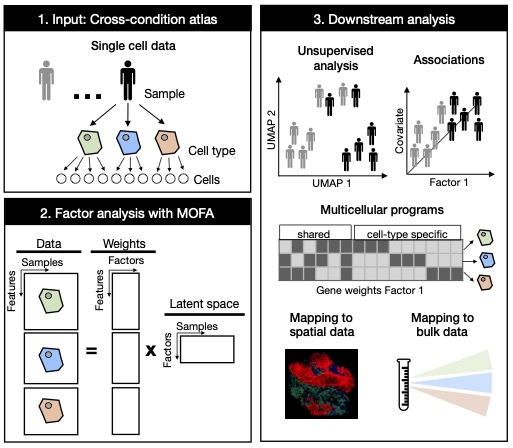 1. Input: Cross-condition atlas
Single cell data
Sample
Cell type
Cells
2. Factor analysis with MOFA
Data
Weights
Samples
Factors
Features
Features
Latent space
Samples
Factors
=
x
3. Downstream analysis
Unsupervised
analysis
Associations
UMAP 2
UMAP 1
Covariate
Factor 1
Multicellular programs
shared
cell-type specific
Gene weights Factor 1
Mapping to
spatial data
Mapping to
bulk data